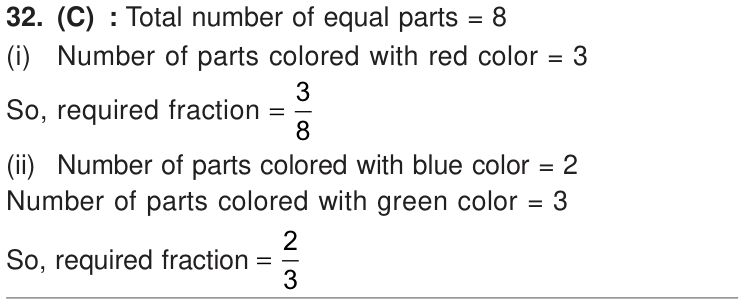 32. (C) : Total number of equal parts = 8
(i) Number of parts colored with red color = 3
So, required fraction = 3/8
(ii) Number of parts colored with blue color = 2
Number of parts colored with green color = 3
So, required fraction = 2/3